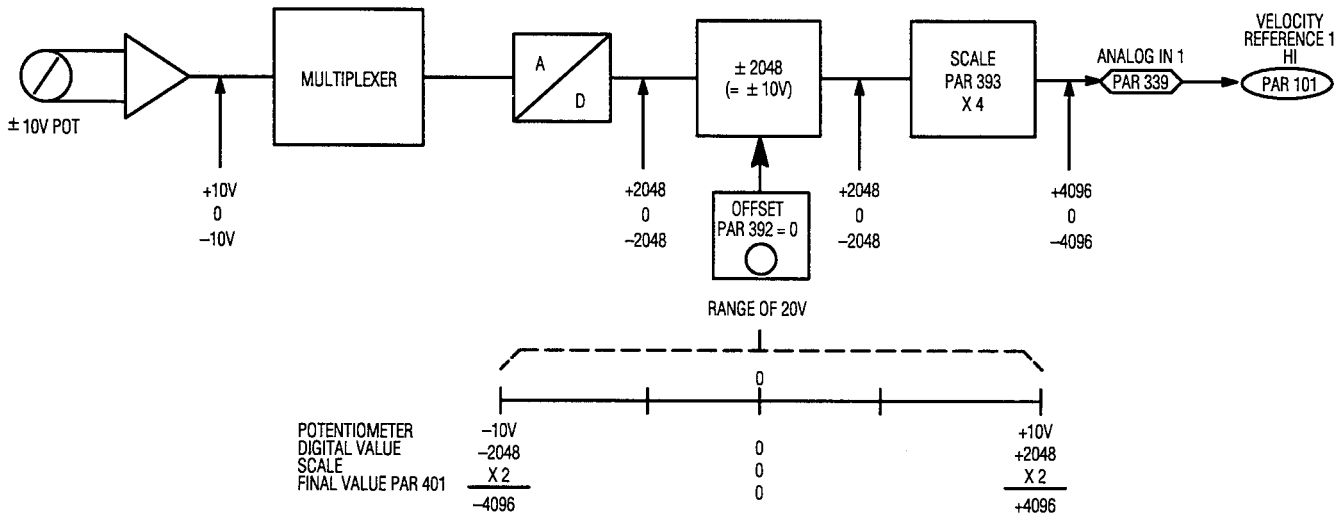 ± 10V POT
+10V
0
–10V
MULTIPLEXER
A
D
+2048
0
–2048
± 2048
(= ± 10V)
OFFSET
PAR 392 = 0
+2048
0
–2048
SCALE
PAR 393
X 4
+4096
0
–4096
ANALOG IN 1
PAR 339
VELOCITY
REFERENCE 1
HI
PAR 101
RANGE OF 20V
0
POTENTIOMETER –10V +10V
DIGITAL VALUE –2048 0 +2048
SCALE X 2 0 X 2
FINAL VALUE PAR 401 –4096 0 +4096